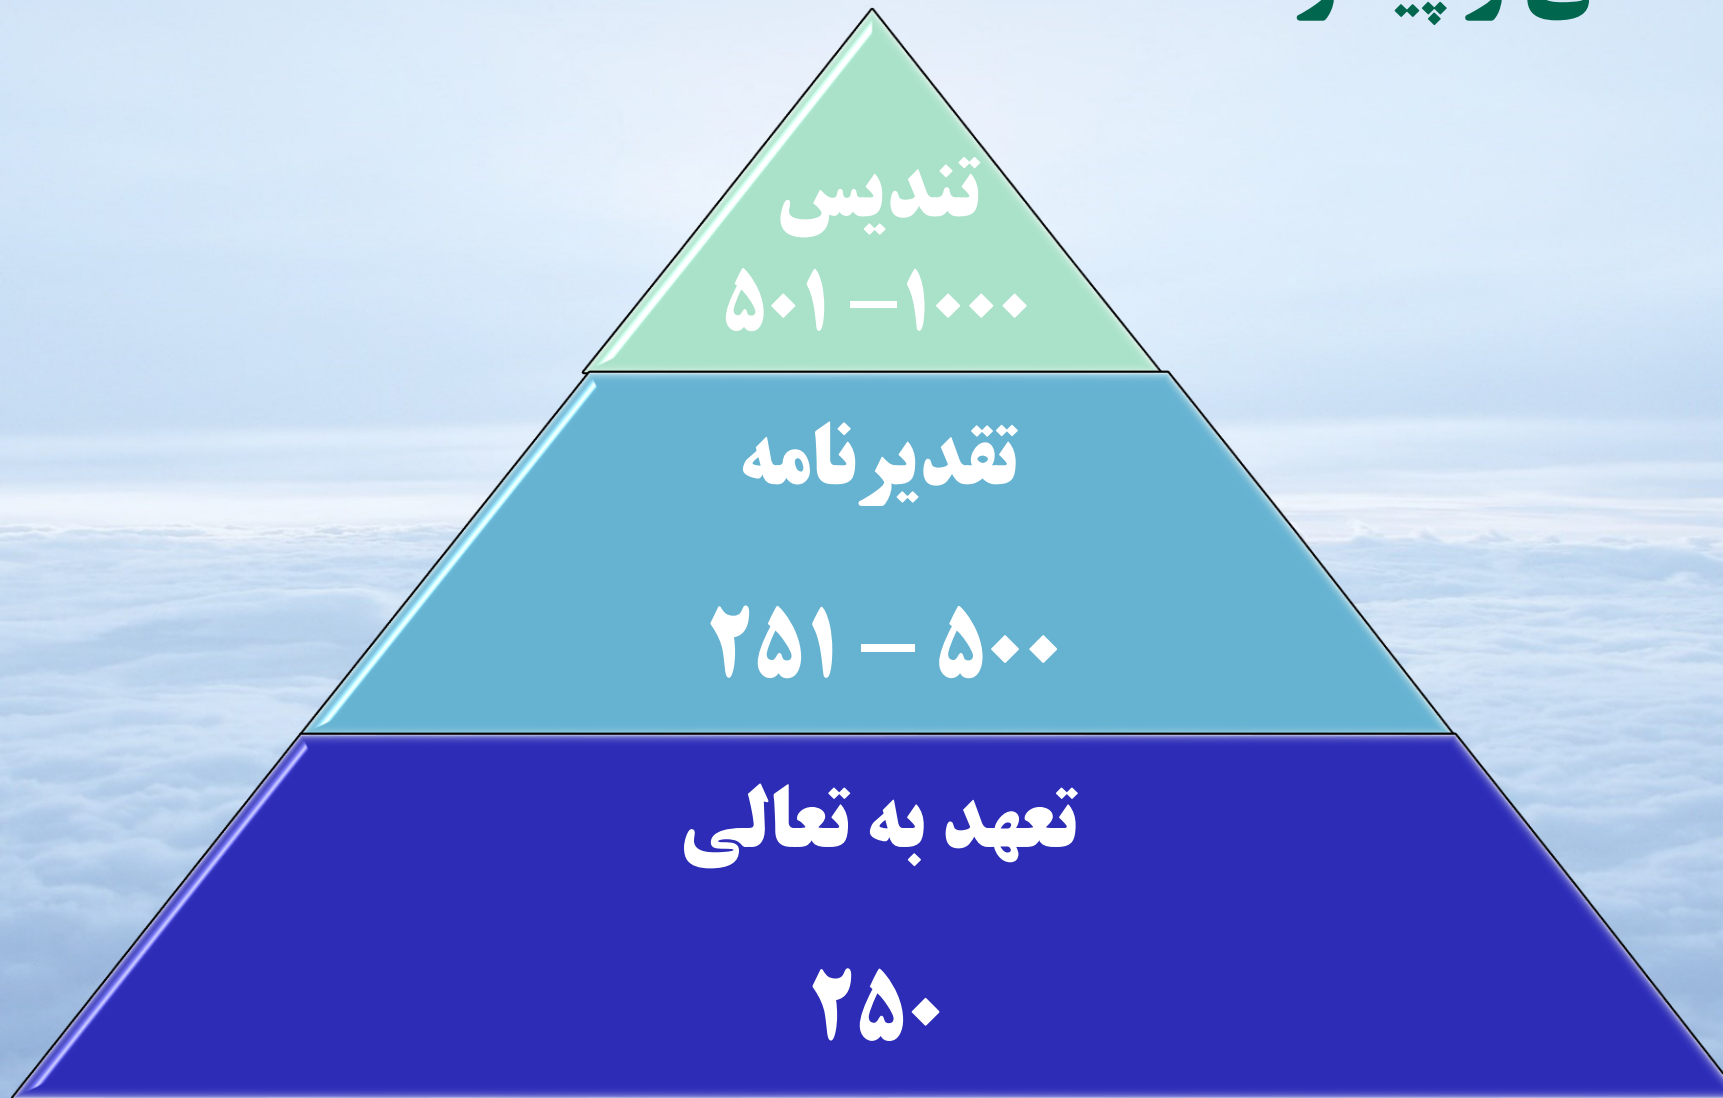 تندیس
۵۰۱ – ۱۰۰۰
تقدیرنامه
۲۵۱ – ۵۰۰
تعهد به تعالی
۲۵۰